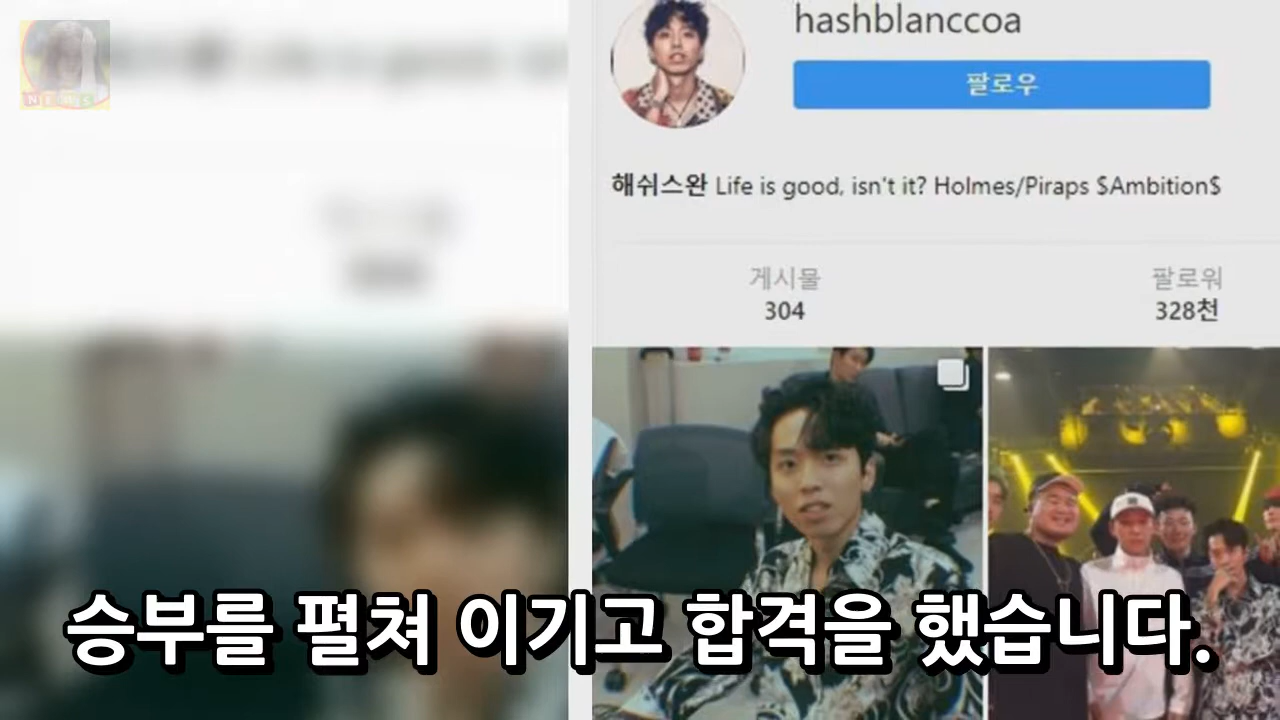 NEWS
hashblanccoa
팔로우
해쉬스완 Life is good, isn't it? Holmes/Piraps $Ambition$
게시물
팔로워
304
328천
승부를 펼쳐 이기고 합격을 했습니다.